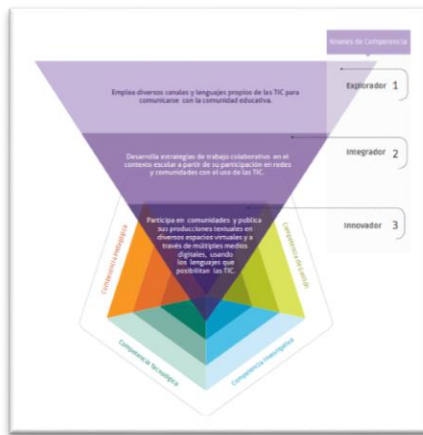 Niveles de Competencia
Explorador 1
Emplea diversos canales y lenguajes propios de las TIC para
comunicarse con la comunidad educativa.
Integrador 2
Desarrolla estrategias de trabajo colaborativo en el
contexto escolar a partir de su participación en redes
y comunidades con el uso de las TIC.
Innovador 3
Participa en comunidades y publica
sus producciones textuales en
diversos espacios virtuales y a
través de múltiples medios
digitales, usando
los lenguajes que
posibilitan las TIC.
Competencia Pedagógica
Competencia de Gestión
Competencia Tecnológica
Competencia Investigativa